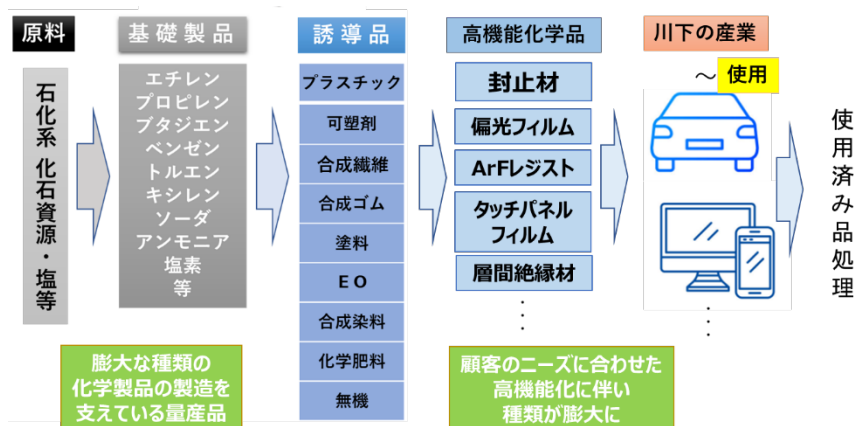 原料
石化系 化石資源・塩等
基礎製品
エチレン
プロピレン
ブタジエン
ベンゼン
トルエン
キシレン
ソーダ
アンモニア
塩素
等
膨大な種類の
化学製品の製造を
支えている量産品
誘導品
プラスチック
可塑剤
合成繊維
合成ゴム
塗料
EO
合成染料
化学肥料
無機
高機能化学品
封止材
偏光フィルム
ArFレジスト
タッチパネル
フィルム
層間絶縁材
・・・
顧客のニーズに合わせた
高機能化に伴い
種類が膨大に
川下の産業
～使用
・・・
使用済み品処理